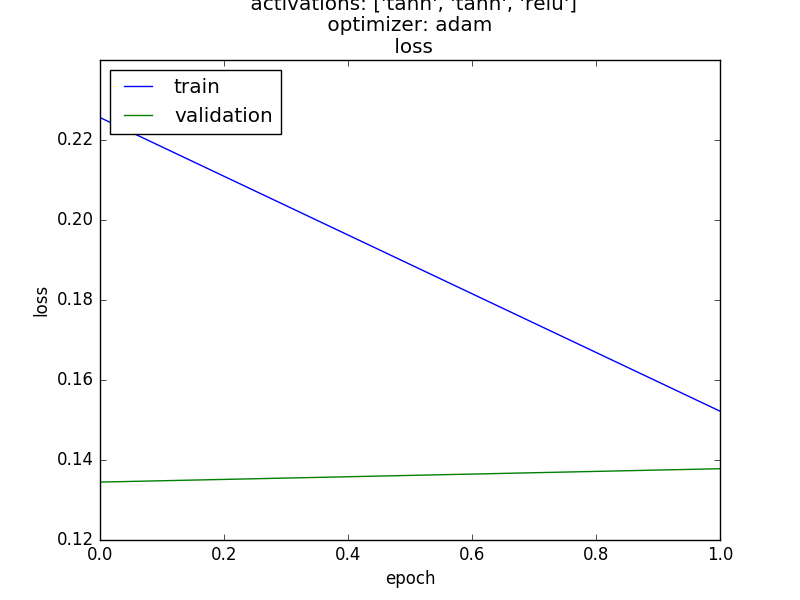 activations: ['tanh', 'tanh', 'relu']
optimizer: adam
loss
train
validation
0.22
0.20
0.18
0.16
0.14
0.12
loss
0.0 0.2 0.4 0.6 0.8 1.0
epoch